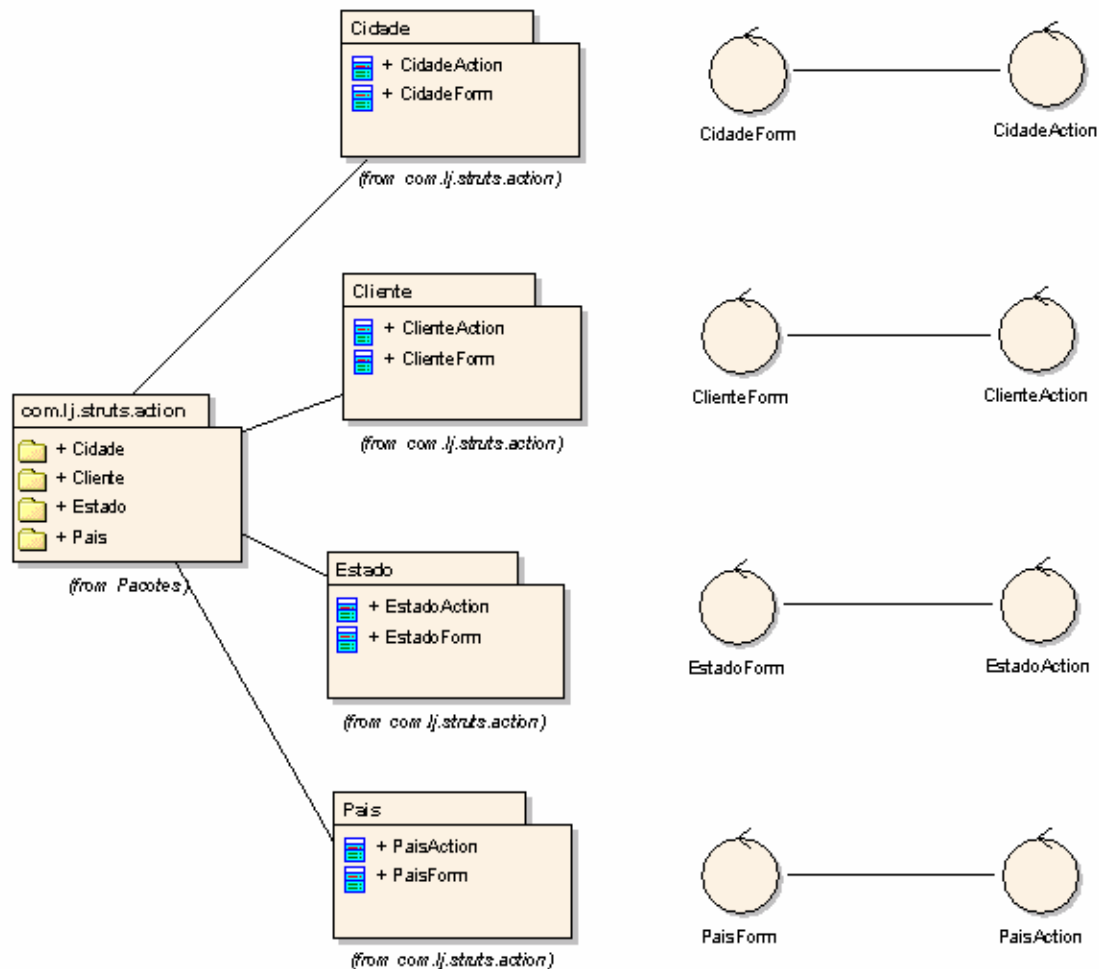 Cidade
+ CidadeAction
+ CidadeForm
(from com.lj.struts.action)
CidadeForm
CidadeAction
Cliente
+ ClienteAction
+ ClienteForm
(from com.lj.struts.action)
ClienteForm
ClienteAction
com.lj.struts.action
+ Cidade
+ Cliente
+ Estado
+ Pais
(from Pacotes)
Estado
+ EstadoAction
+ EstadoForm
(from com.lj.struts.action)
EstadoForm
EstadoAction
Pais
+ PaisAction
+ PaisForm
(from com.lj.struts.action)
PaisForm
PaisAction